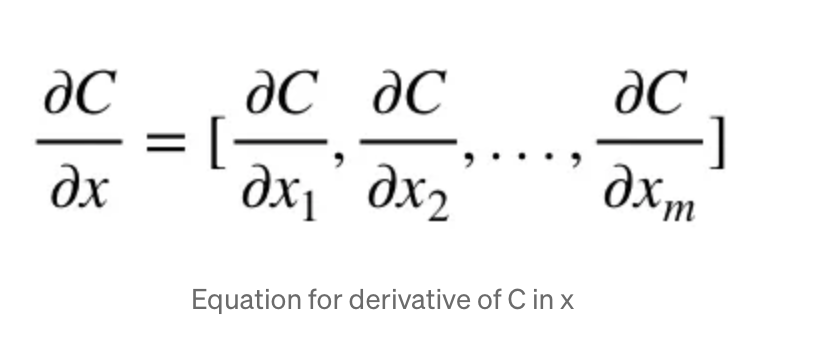 ∂C/∂x = [∂C/∂x₁, ∂C/∂x₂, . . . , ∂C/∂xₘ]
Equation for derivative of C in x